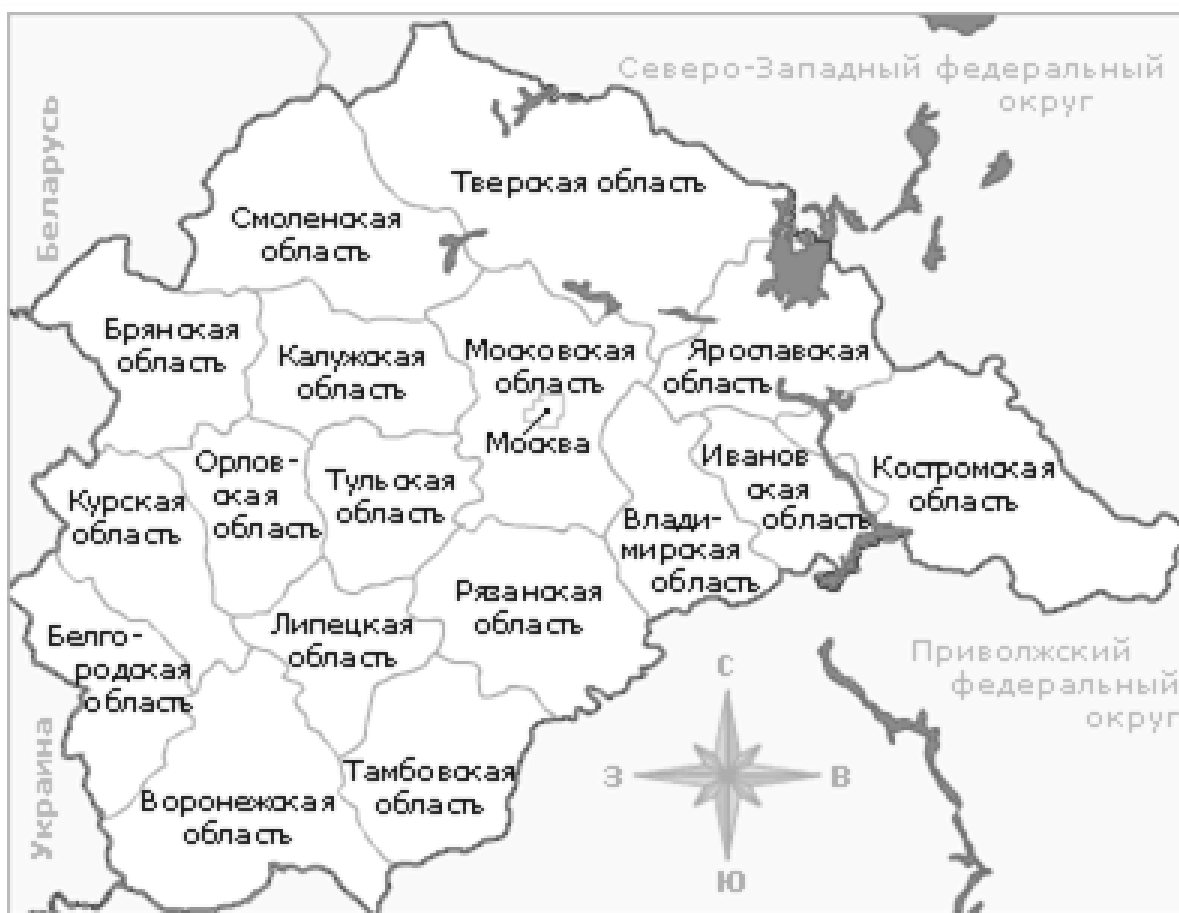 Северо-Западный федеральный
округ
Беларусь
Тверская область
Смоленская
область
Брянская
область
Калужская
область
Московская
область
Москва
Ярославская
область
Костромская
область
Иванов
ская
область
Влади-
мирская
область
Орлов-
ская
область
Тульская
область
Курская
область
Рязанская
область
Липецкая
область
Белго-
родская
область
Тамбовская
область
Воронежская
область
Украина
Приволжский
федеральный
округ
С
З
В
Ю